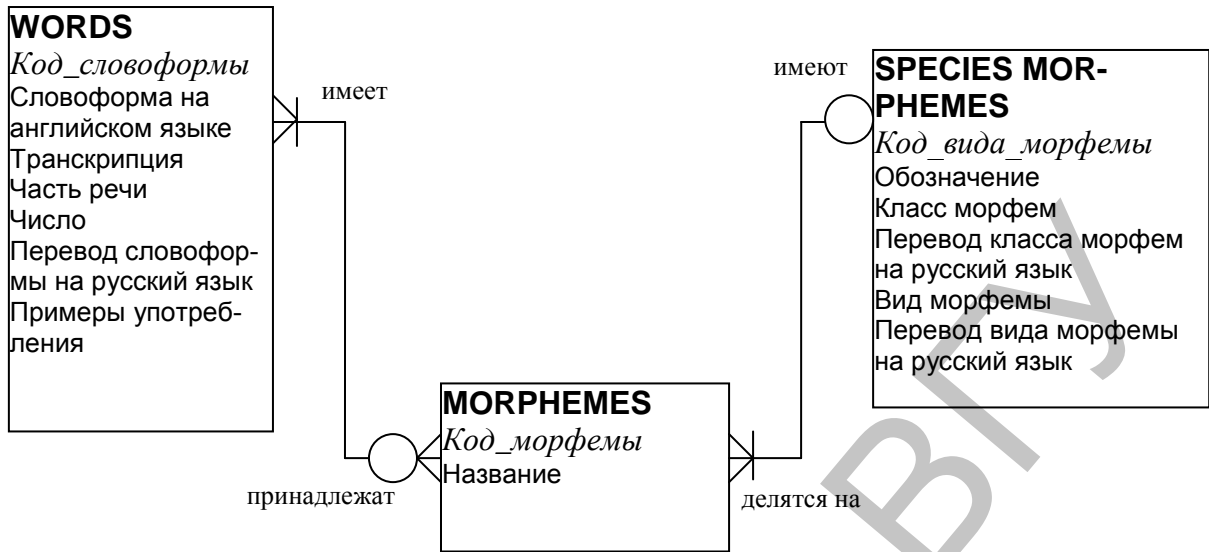 WORDS
Код_словоформы
Словоформа на
английском языке
Транскрипция
Часть речи
Число
Перевод словофор-
мы на русский язык
Примеры употреб-
ления
имеет
имеют
SPECIES MOR-
PHEMES
Код_вида_морфемы
Обозначение
Класс морфем
Перевод класса морфем
на русский язык
Вид морфемы
Перевод вида морфемы
на русский язык
MORPHEMES
Код_морфемы
Название
принадлежат
делятся на
ВГУ